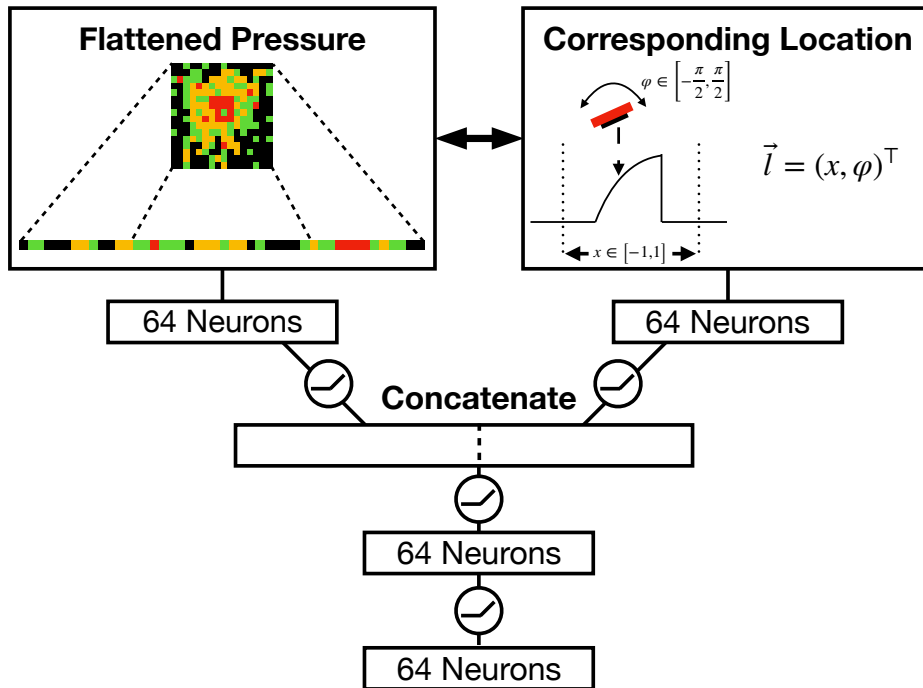 Flattened Pressure
Corresponding Location
φ ∈ [−π/2, π/2]
l⃗ = (x, φ)⊤
x ∈ [−1,1]
64 Neurons
64 Neurons
Concatenate
64 Neurons
64 Neurons